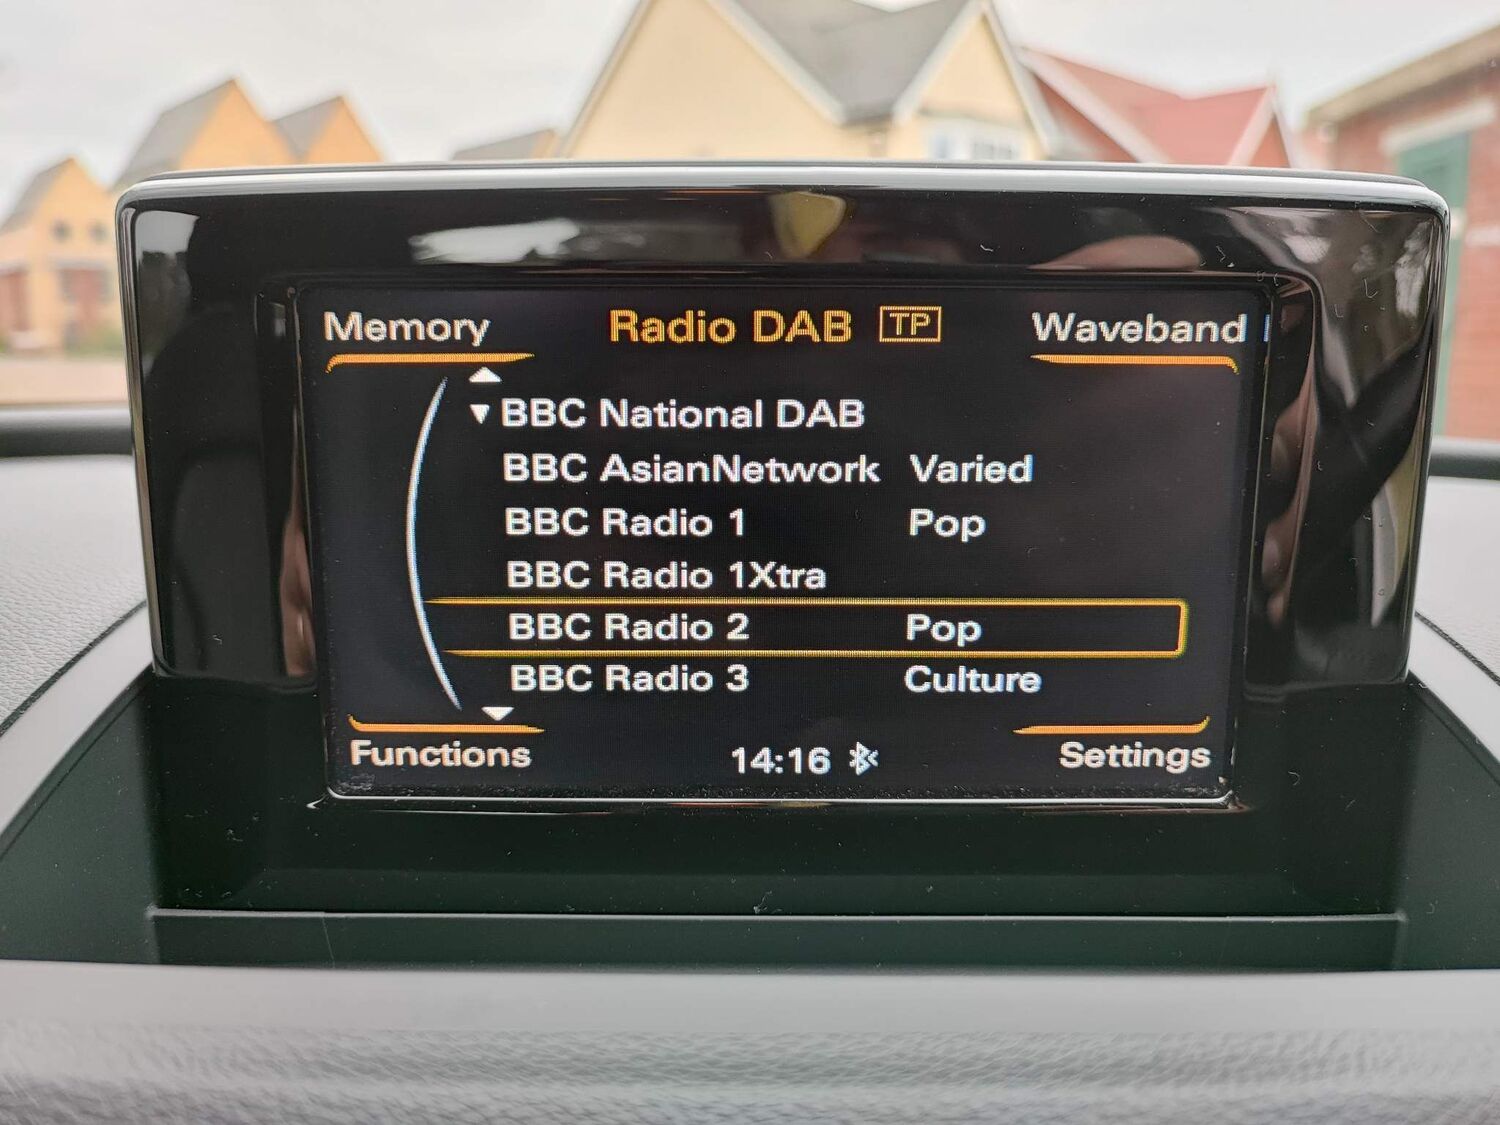 Memory Radio DAB TP Waveband
BBC National DAB
BBC AsianNetwork Varied
BBC Radio 1 Pop
BBC Radio 1Xtra
BBC Radio 2 Pop
BBC Radio 3 Culture
Functions 14:16 Settings